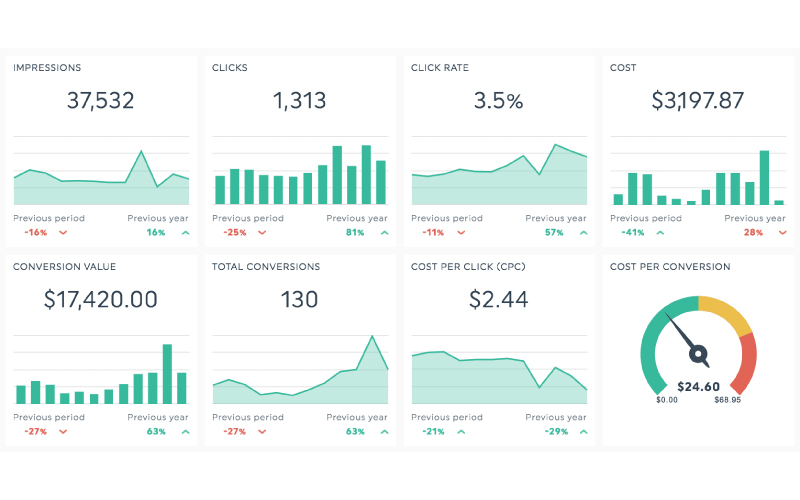 IMPRESSIONS
37,532
Previous period Previous year
-16% 16%
CLICKS
1,313
Previous period Previous year
-25% 81%
CLICK RATE
3.5%
Previous period Previous year
-11% 57%
COST
$3,197.87
Previous period Previous year
-41% 28%
CONVERSION VALUE
$17,420.00
Previous period Previous year
-27% 63%
TOTAL CONVERSIONS
130
Previous period Previous year
-27% 63%
COST PER CLICK (CPC)
$2.44
Previous period Previous year
-21% -29%
COST PER CONVERSION
$24.60
$0.00 $68.95